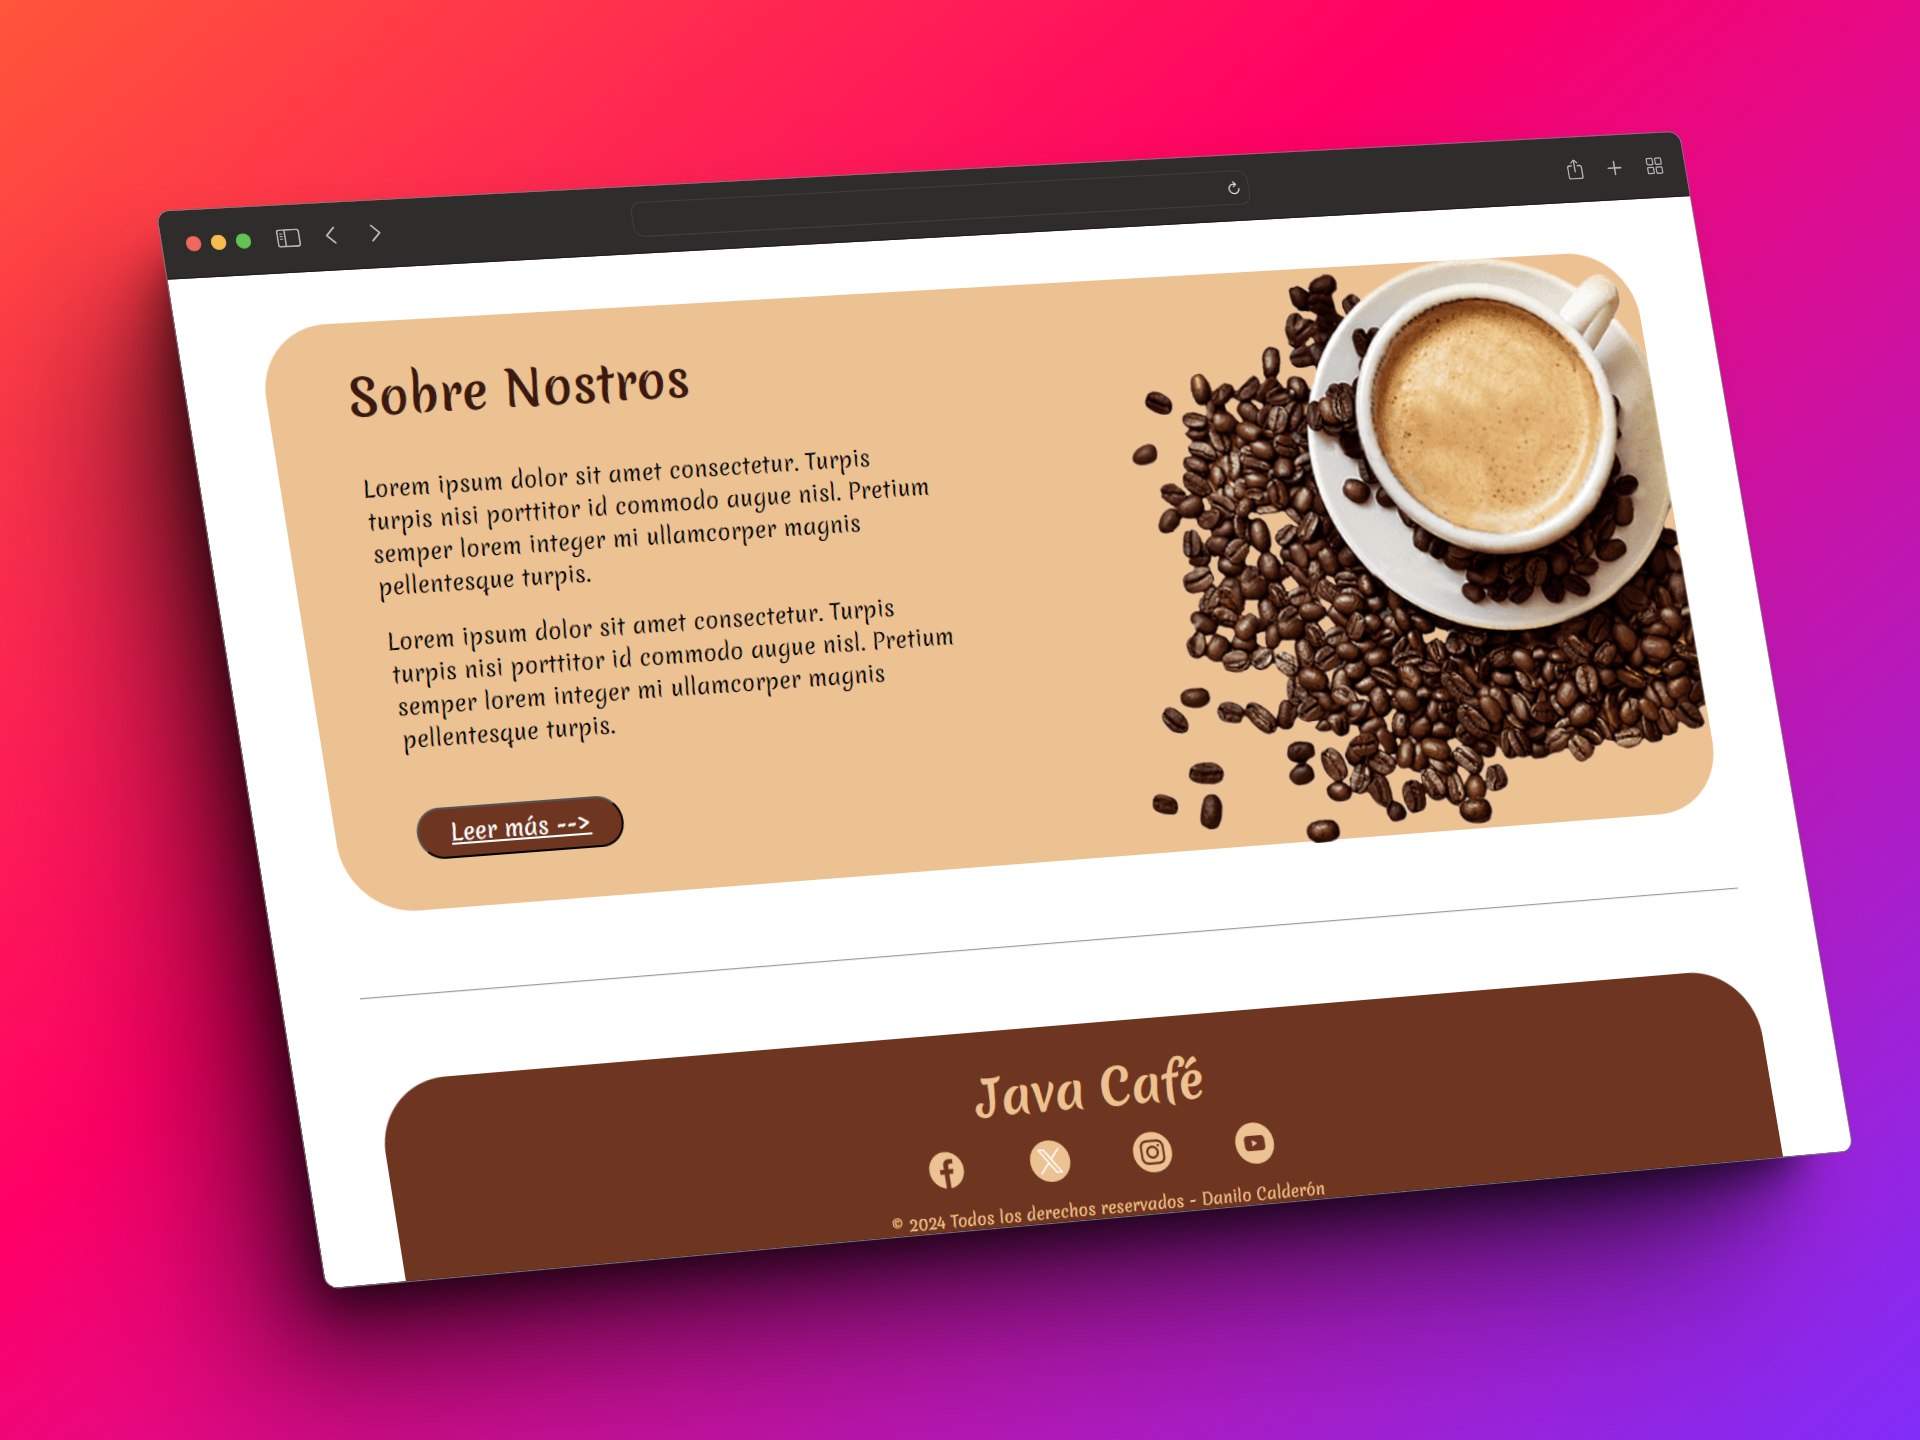 Sobre Nostros
Lorem ipsum dolor sit amet consectetur. Turpis
turpis nisi porttitor id commodo augue nisl. Pretium
semper lorem integer mi ullamcorper magnis
pellentesque turpis.
Lorem ipsum dolor sit amet consectetur. Turpis
turpis nisi porttitor id commodo augue nisl. Pretium
semper lorem integer mi ullamcorper magnis
pellentesque turpis.
Leer más -->
Java Café
© 2024 Todos los derechos reservados - Danilo Calderón